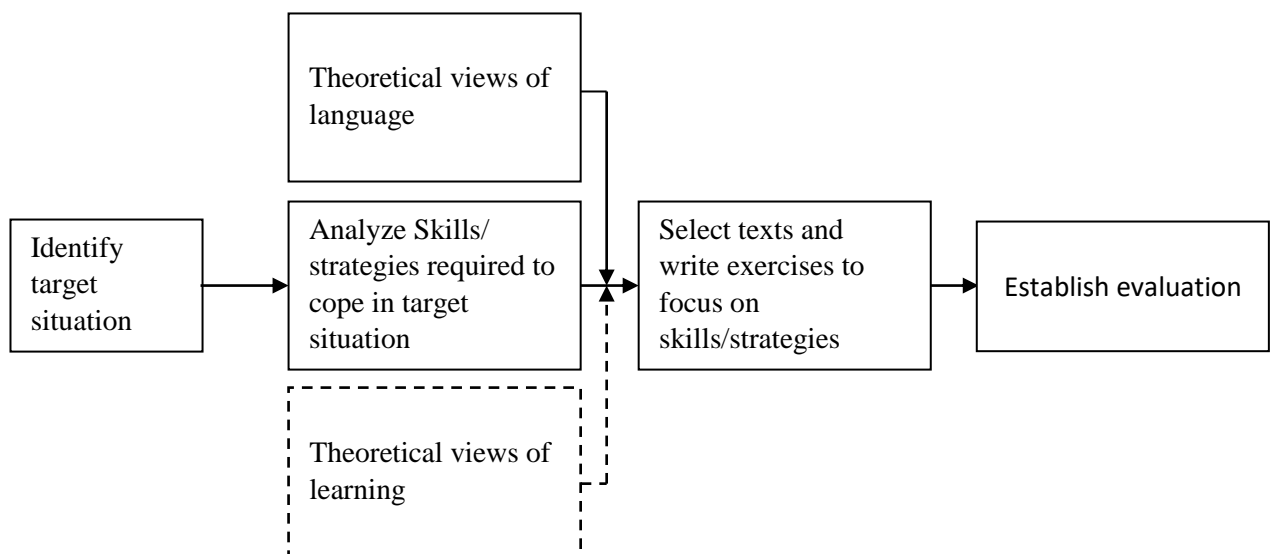 Theoretical views of
language
Identify
target
situation
Analyze Skills/
strategies required to
cope in target
situation
Select texts and
write exercises to
focus on
skills/strategies
Establish evaluation
Theoretical views of
learning